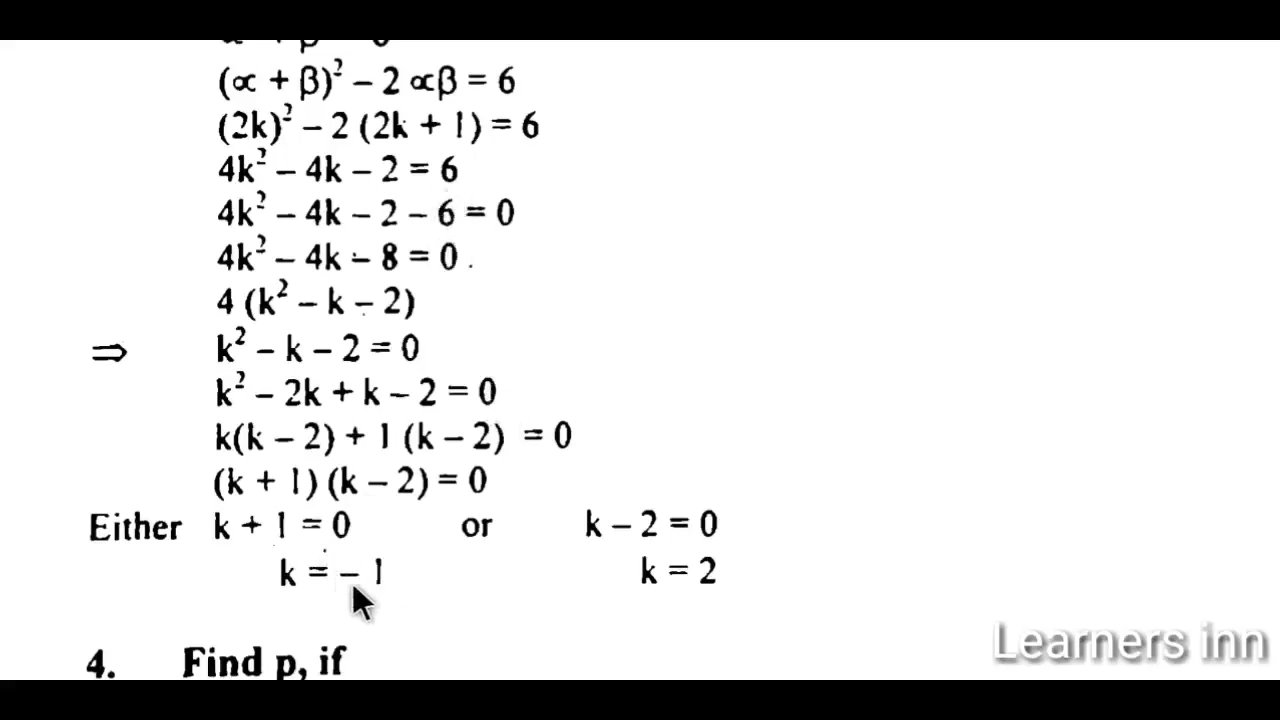 (∝ + β)² – 2 ∝β = 6
(2k)² – 2 (2k + 1) = 6
4k² – 4k – 2 = 6
4k² – 4k – 2 – 6 = 0
4k² – 4k – 8 = 0
4 (k² – k – 2)
⇒ k² – k – 2 = 0
k² – 2k + k – 2 = 0
k(k – 2) + 1 (k – 2) = 0
(k + 1) (k – 2) = 0
Either k + 1 = 0 or k – 2 = 0
k = – 1 k = 2
Learners inn
4. Find p, if